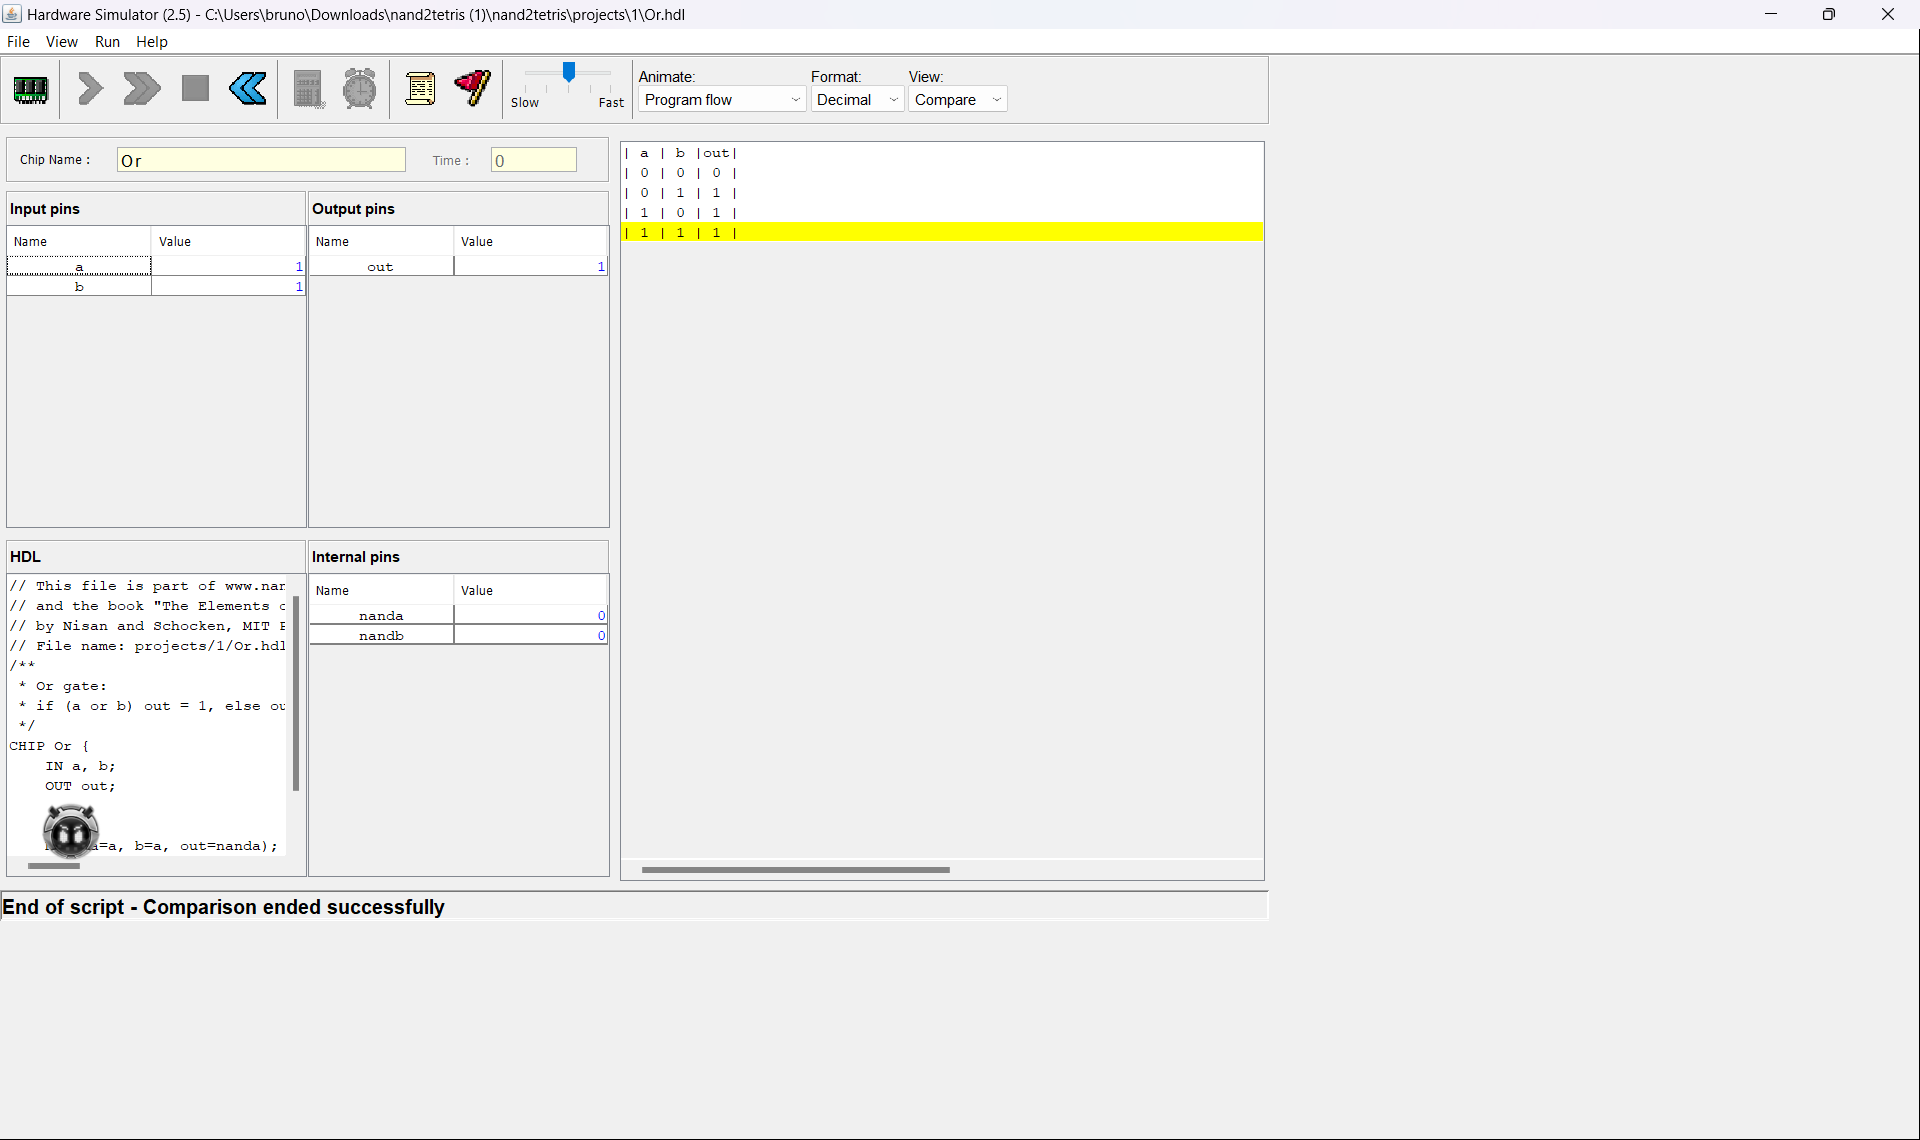 Hardware Simulator (2.5) - C:\Users\bruno\Downloads\nand2tetris (1)\nand2tetris\projects\1\Or.hdl
File View Run Help
Slow Fast
Animate: Format: View:
Program flow Decimal Compare
Chip Name : Or Time : 0
| a | b |out|
| 0 | 0 | 0 |
| 0 | 1 | 1 |
| 1 | 0 | 1 |
| 1 | 1 | 1 |
Input pins
Name Value
a 1
b 1
Output pins
Name Value
out 1
HDL
// This file is part of www.nan
// and the book "The Elements
// by Nisan and Schocken, MIT
// File name: projects/1/Or.hdl
/**
* Or gate:
* if (a or b) out = 1, else ou
*/
CHIP Or {
IN a, b;
OUT out;
=a, b=a, out=nanda);
Internal pins
Name Value
nanda 0
nandb 0
End of script - Comparison ended successfully